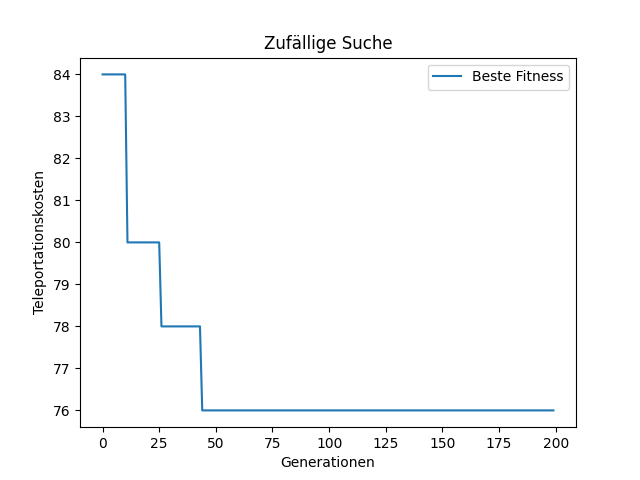 Zufällige Suche
Beste Fitness
Teleportationskosten
84
83
82
81
80
79
78
77
76
0 25 50 75 100 125 150 175 200
Generationen